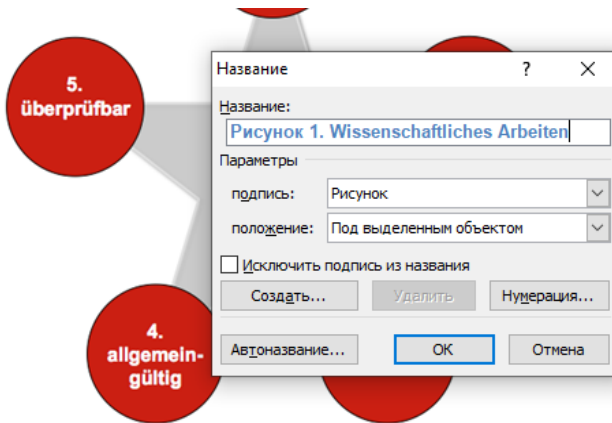 5.
überprüfbar
4.
allgemein-
gültig
Название
?
Название:
Рисунок 1. Wissenschaftliches Arbeiten
Параметры
подпись:
Рисунок
положение:
Под выделенным объектом
Исключить подпись из названия
Создать...
Удалить
Нумерация...
Автоназвание...
ОК
Отмена